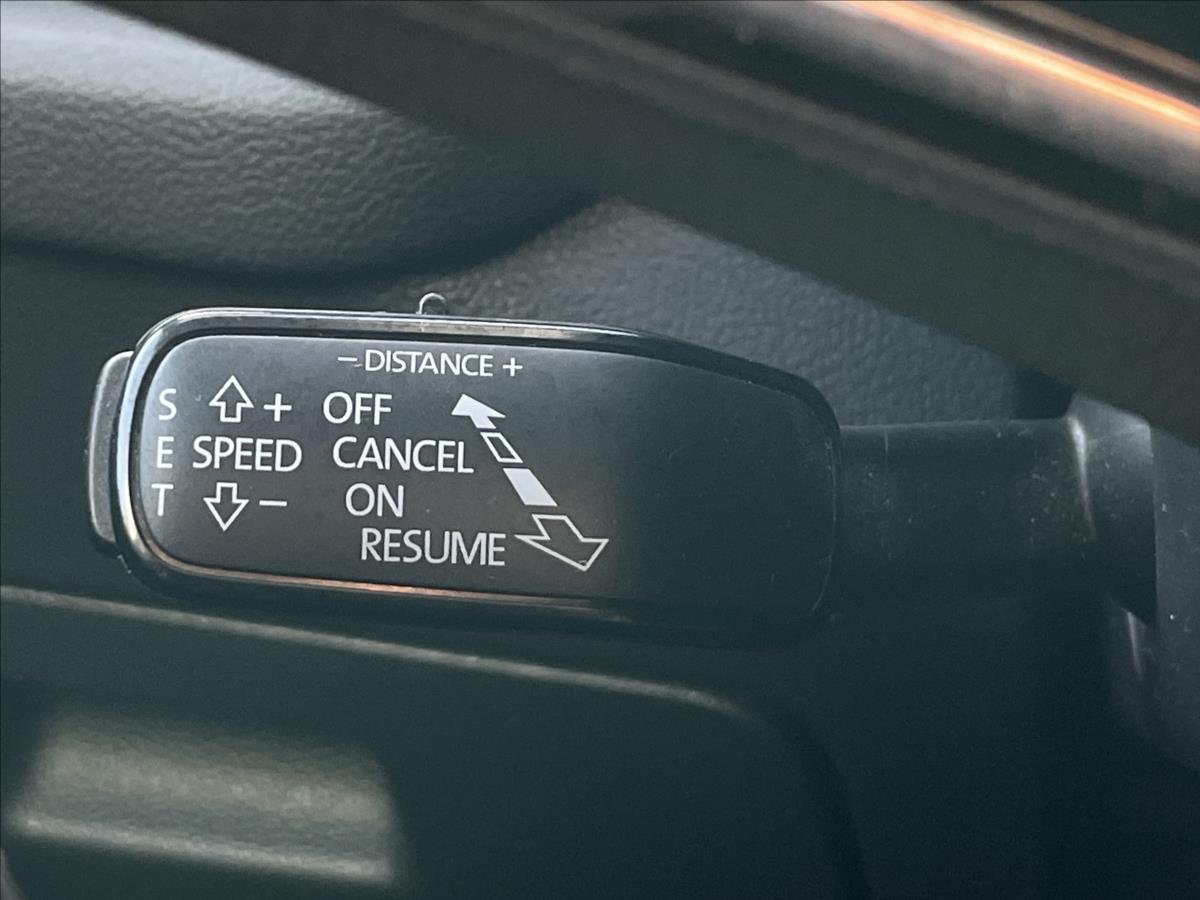 – DISTANCE +
S + OFF
E SPEED CANCEL
T – ON
RESUME